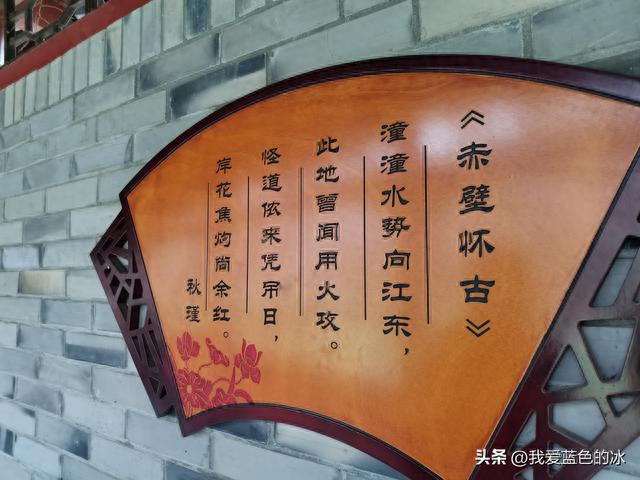 《赤壁怀古》
潼潼水势向江东，
此地曾闻用火攻。
怪道侬来凭吊日，
岸花焦灼尚余红。
秋瑾
头条 @我爱蓝色的冰